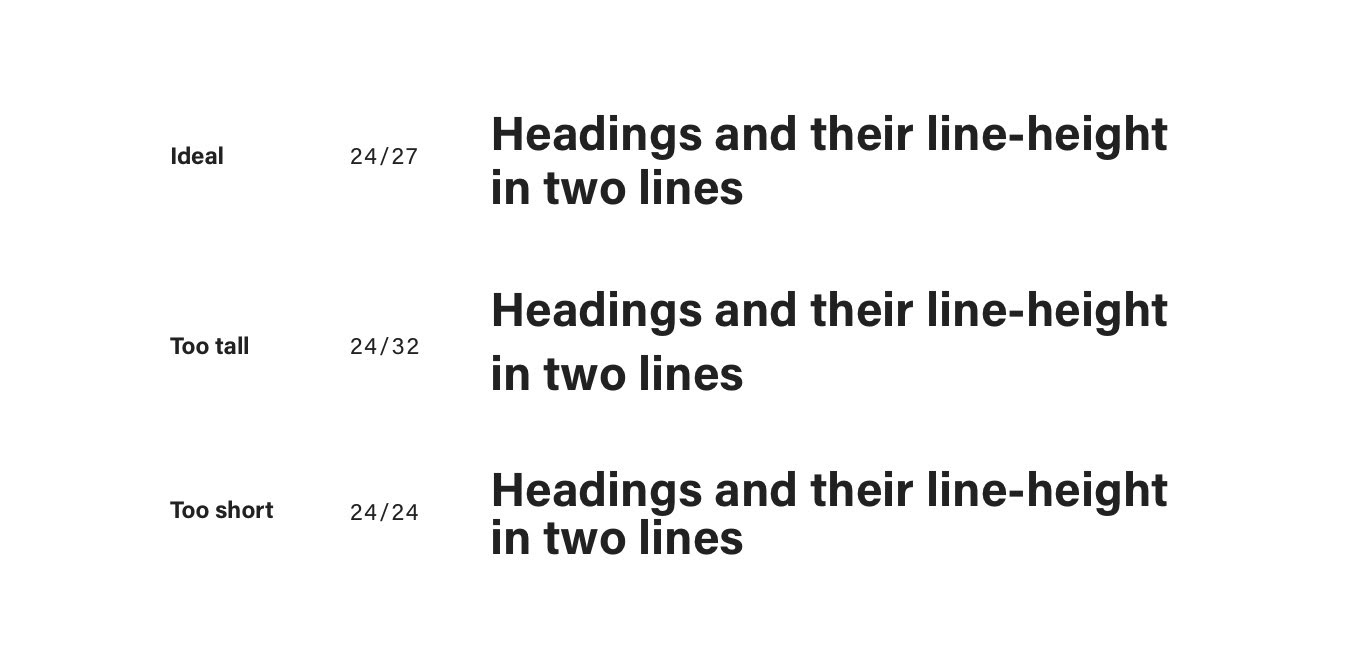 Ideal 24/27 Headings and their line-height
in two lines
Too tall 24/32 Headings and their line-height
in two lines
Too short 24/24 Headings and their line-height
in two lines